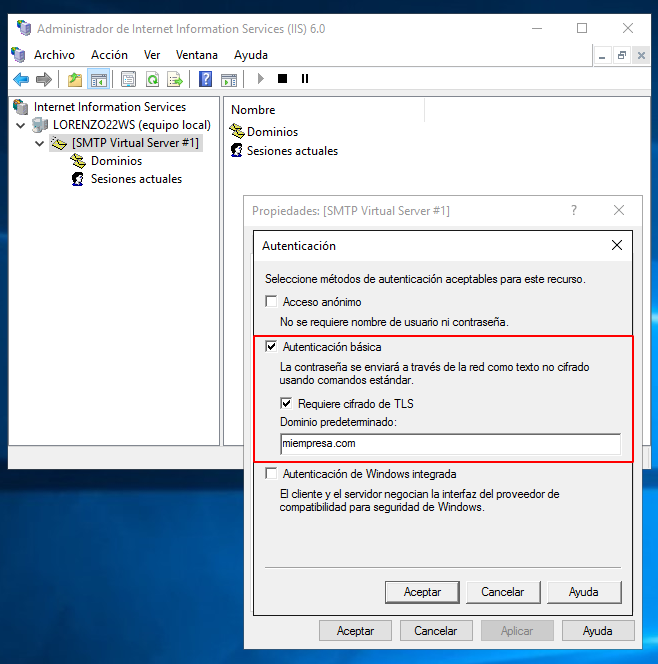 Administrador de Internet Information Services (IIS) 6.0
Archivo Acción Ver Ventana Ayuda
Internet Information Services
LORENZO22WS (equipo local)
[SMTP Virtual Server #1]
Dominios
Sesiones actuales
Nombre
Dominios
Sesiones actuales
Propiedades: [SMTP Virtual Server #1]
Autenticación
Seleccione métodos de autenticación aceptables para este recurso.
Acceso anónimo
No se requiere nombre de usuario ni contraseña.
Autenticación básica
La contraseña se enviará a través de la red como texto no cifrado
usando comandos estándar.
Requiere cifrado de TLS
Dominio predeterminado:
miempresa.com
Autenticación de Windows integrada
El cliente y el servidor negocian la interfaz del proveedor de
compatibilidad para seguridad de Windows.
Aceptar Cancelar Ayuda
Aceptar Cancelar Aplicar Ayuda